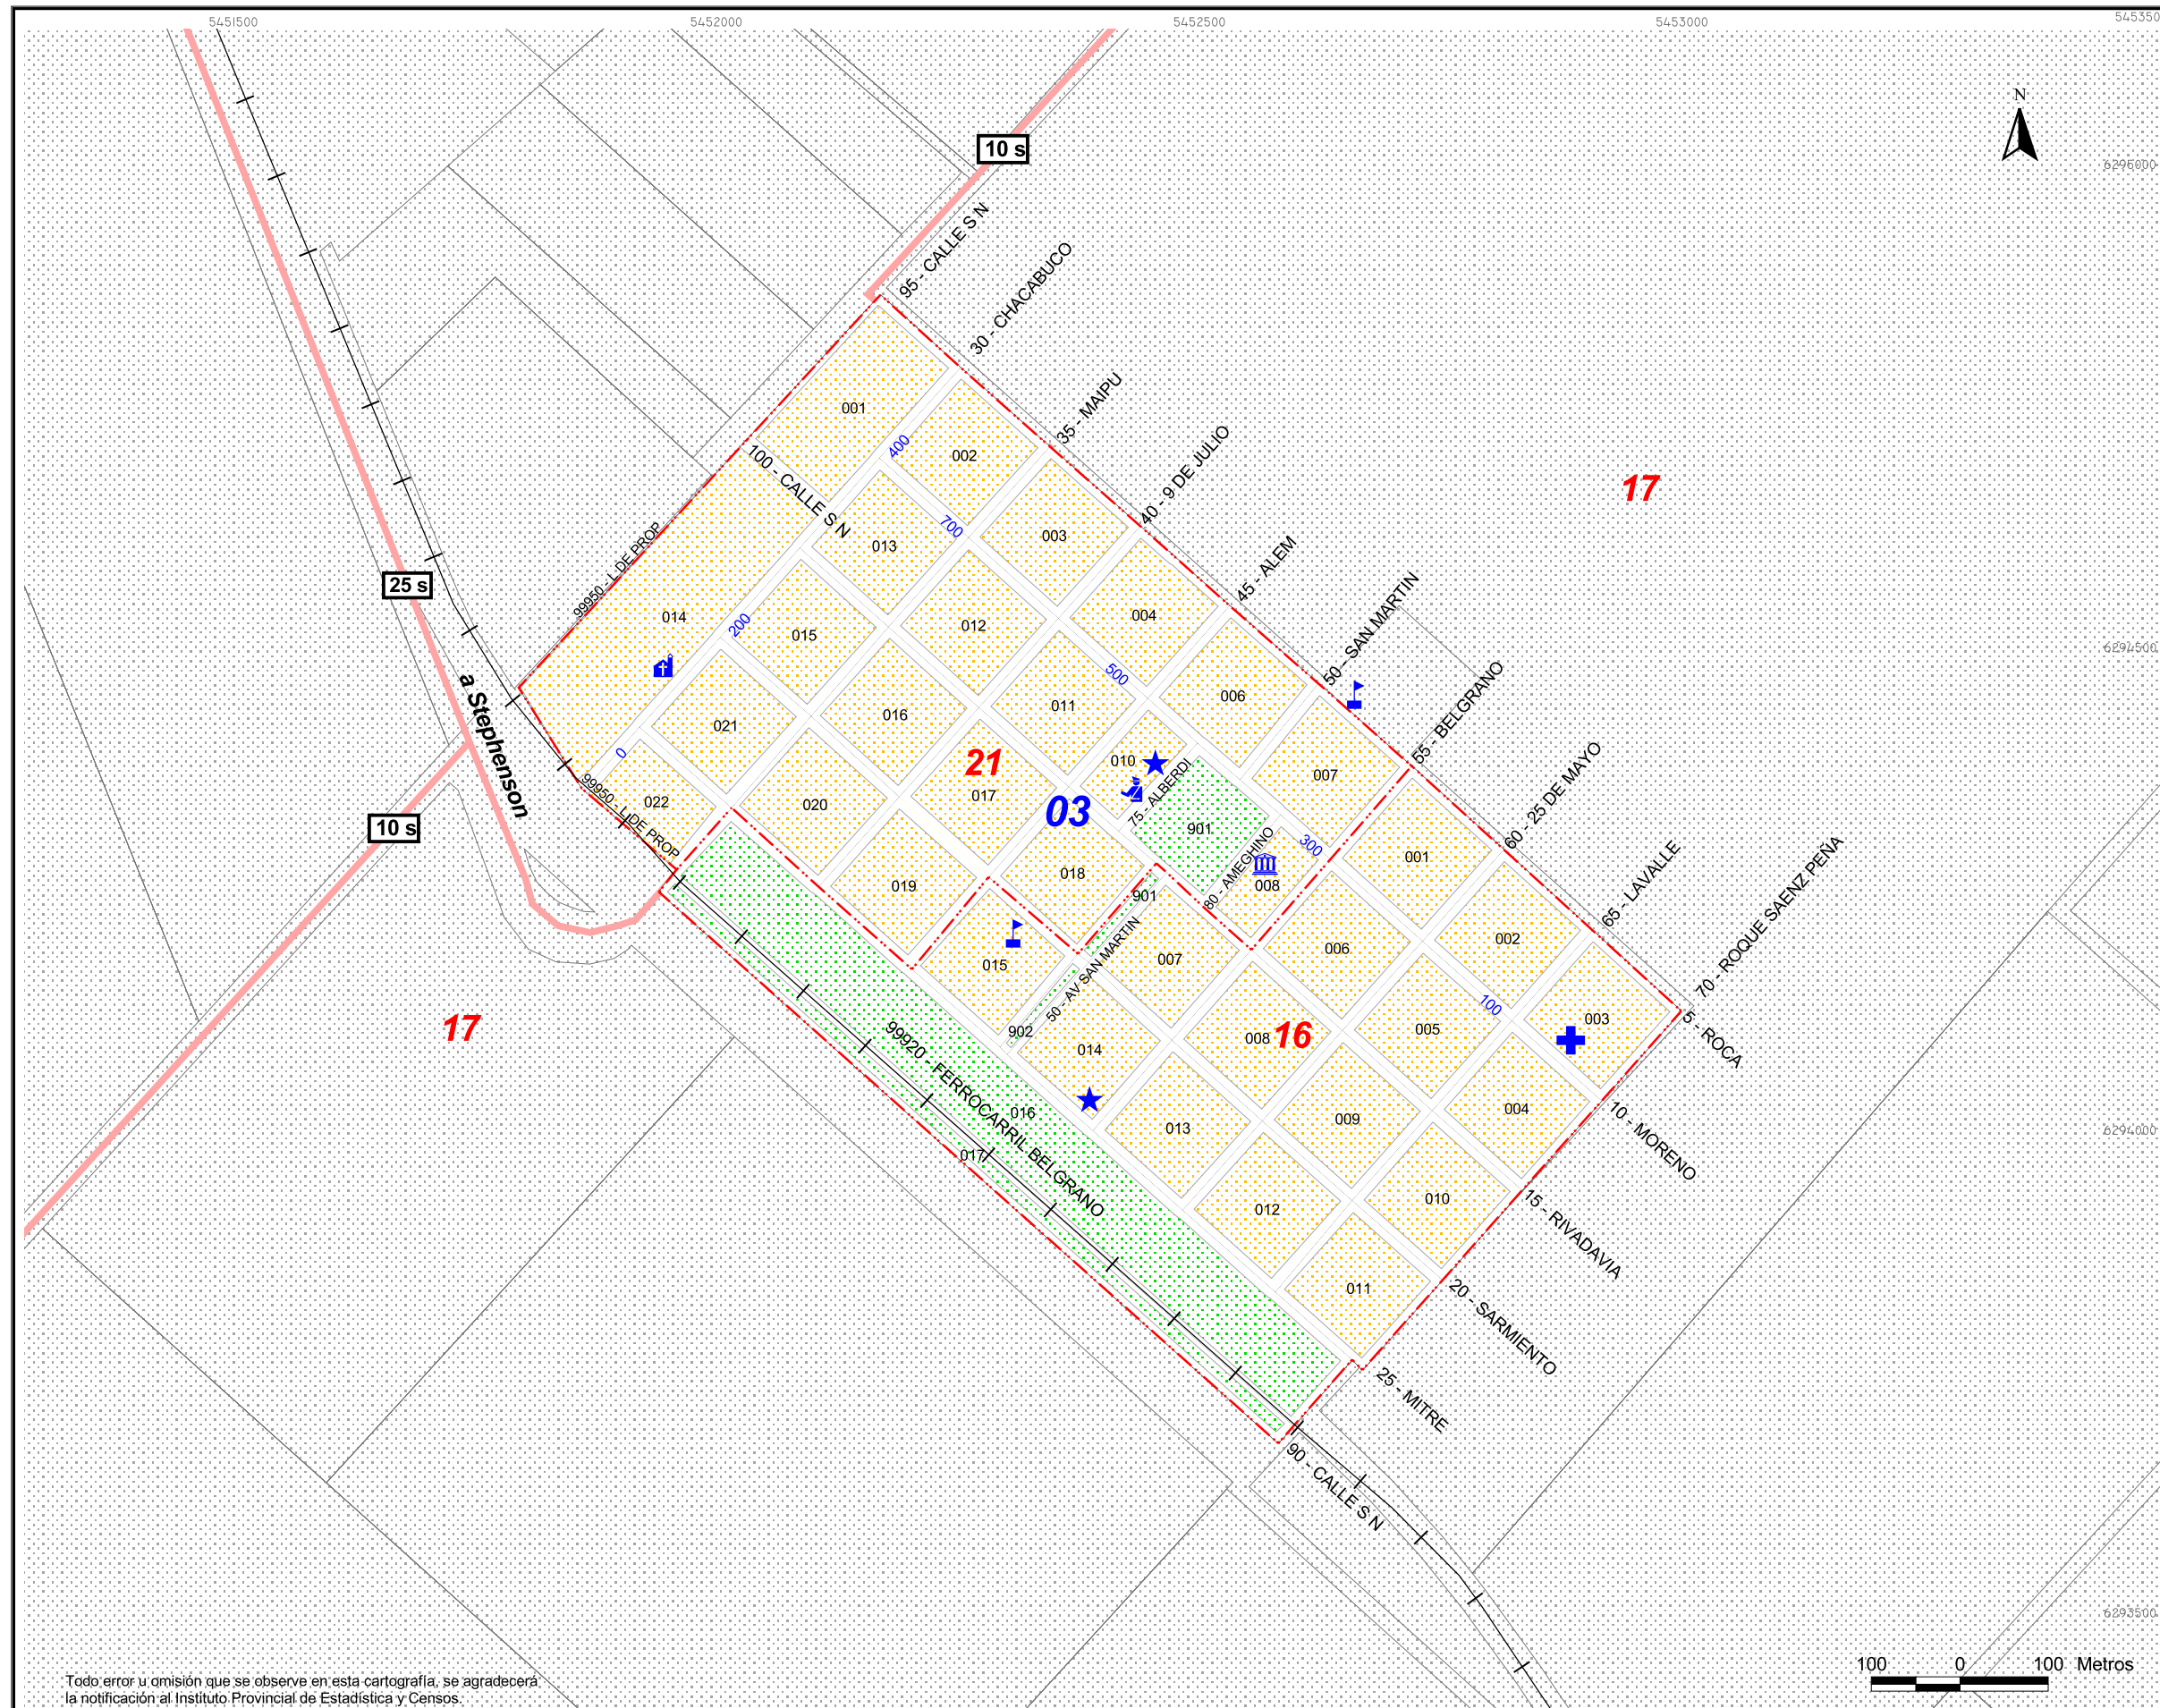 5451500
5452000
5452500
5453000
545350
N
10 s
6295000
95 - CALLE S N
30 - CHACABUCO
35 - MAIPU
001
40 - 9 DE JULIO
400
002
100 - CALLE S N
17
700
003
013
45 - ALEM
99950 - L DE PROP
25 s
50 - SAN MARTIN
014
004
012
200
015
6294500
500
55 - BELGRANO
a Stephenson
006
011
016
021
60 - 25 DE MAYO
0
21
010
007
75 - ALBERDI
017
022
020
03
10 s
99950 - L DE PROP
901
80 - AMEGHINO
300
001
65 - LAVALLE
70 - ROQUE SAENZ PEÑA
018
019
008
901
002
006
50 - AV SAN MARTIN
007
015
100
003
5 - ROCA
17
902
014
008
16
005
99920 - FERROCARRIL BELGRANO
016
004
10 - MORENO
009
013
6294000
017
010
15 - RIVADAVIA
012
011
20 - SARMIENTO
25 - MITRE
90 - CALLE S N
6293500
100 0 100 Metros
Todo error u omisión que se observe en esta cartografía, se agradecerá
la notificación al Instituto Provincial de Estadística y Censos.